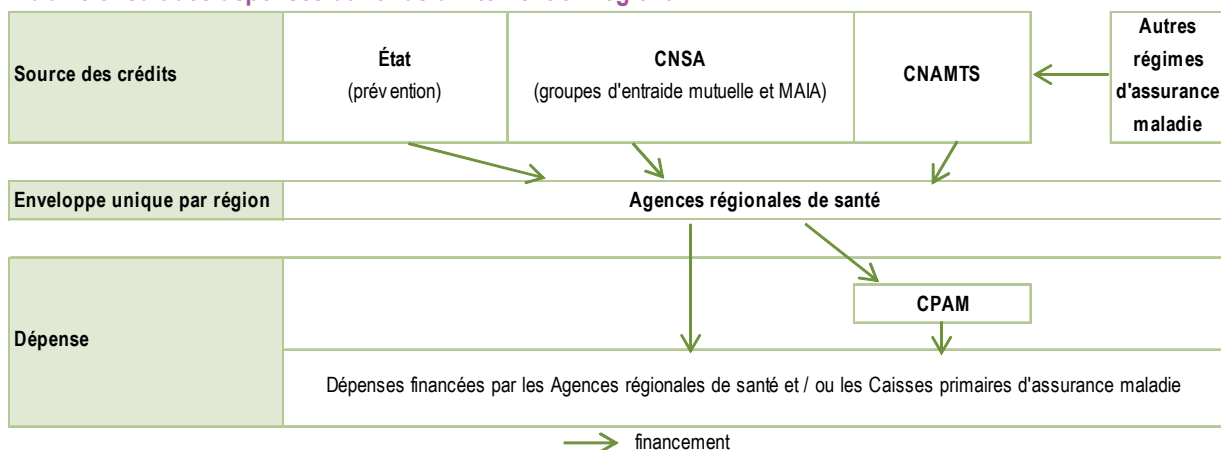 Source des crédits
État
(prévention)
CNSA
(groupes d'entraide mutuelle et MAIA)
CNAMTS
Autres
régimes
d'assurance
maladie
Enveloppe unique par région
Agences régionales de santé
Dépense
CPAM
Dépenses financées par les Agences régionales de santé et / ou les Caisses primaires d'assurance maladie
financement